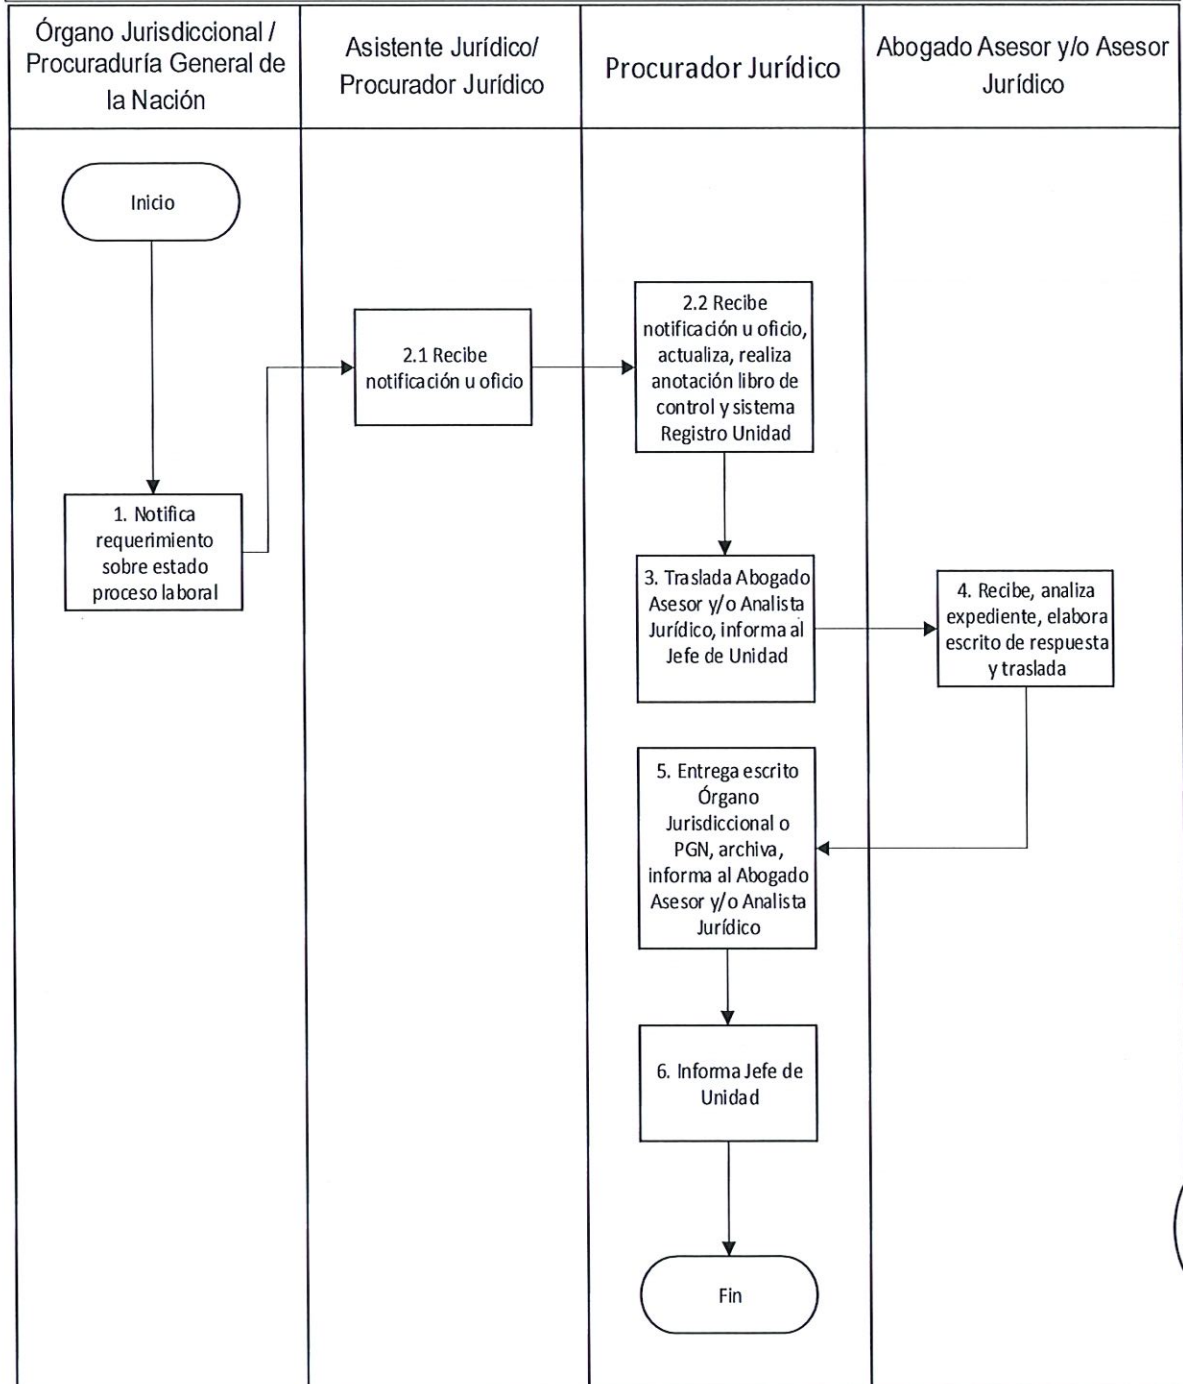 Órgano Jurisdiccional /
Procuraduría General de
la Nación
Asistente Jurídico/
Procurador Jurídico
Procurador Jurídico
Abogado Asesor y/o Asesor
Jurídico
Inicio
1. Notifica
requerimiento
sobre estado
proceso laboral
2.1 Recibe
notificación u oficio
2.2 Recibe
notificación u oficio,
actualiza, realiza
anotación libro de
control y sistema
Registro Unidad
3. Traslada Abogado
Asesor y/o Analista
Jurídico, informa al
Jefe de Unidad
4. Recibe, analiza
expediente, elabora
escrito de respuesta
y traslada
5. Entrega escrito
Órgano
Jurisdiccional o
PGN, archiva,
informa al Abogado
Asesor y/o Analista
Jurídico
6. Informa Jefe de
Unidad
Fin